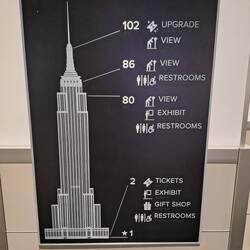 102 UPGRADE
VIEW
86 VIEW
RESTROOMS
80 VIEW
EXHIBIT
RESTROOMS
2 TICKETS
EXHIBIT
GIFT SHOP
RESTROOMS
★1